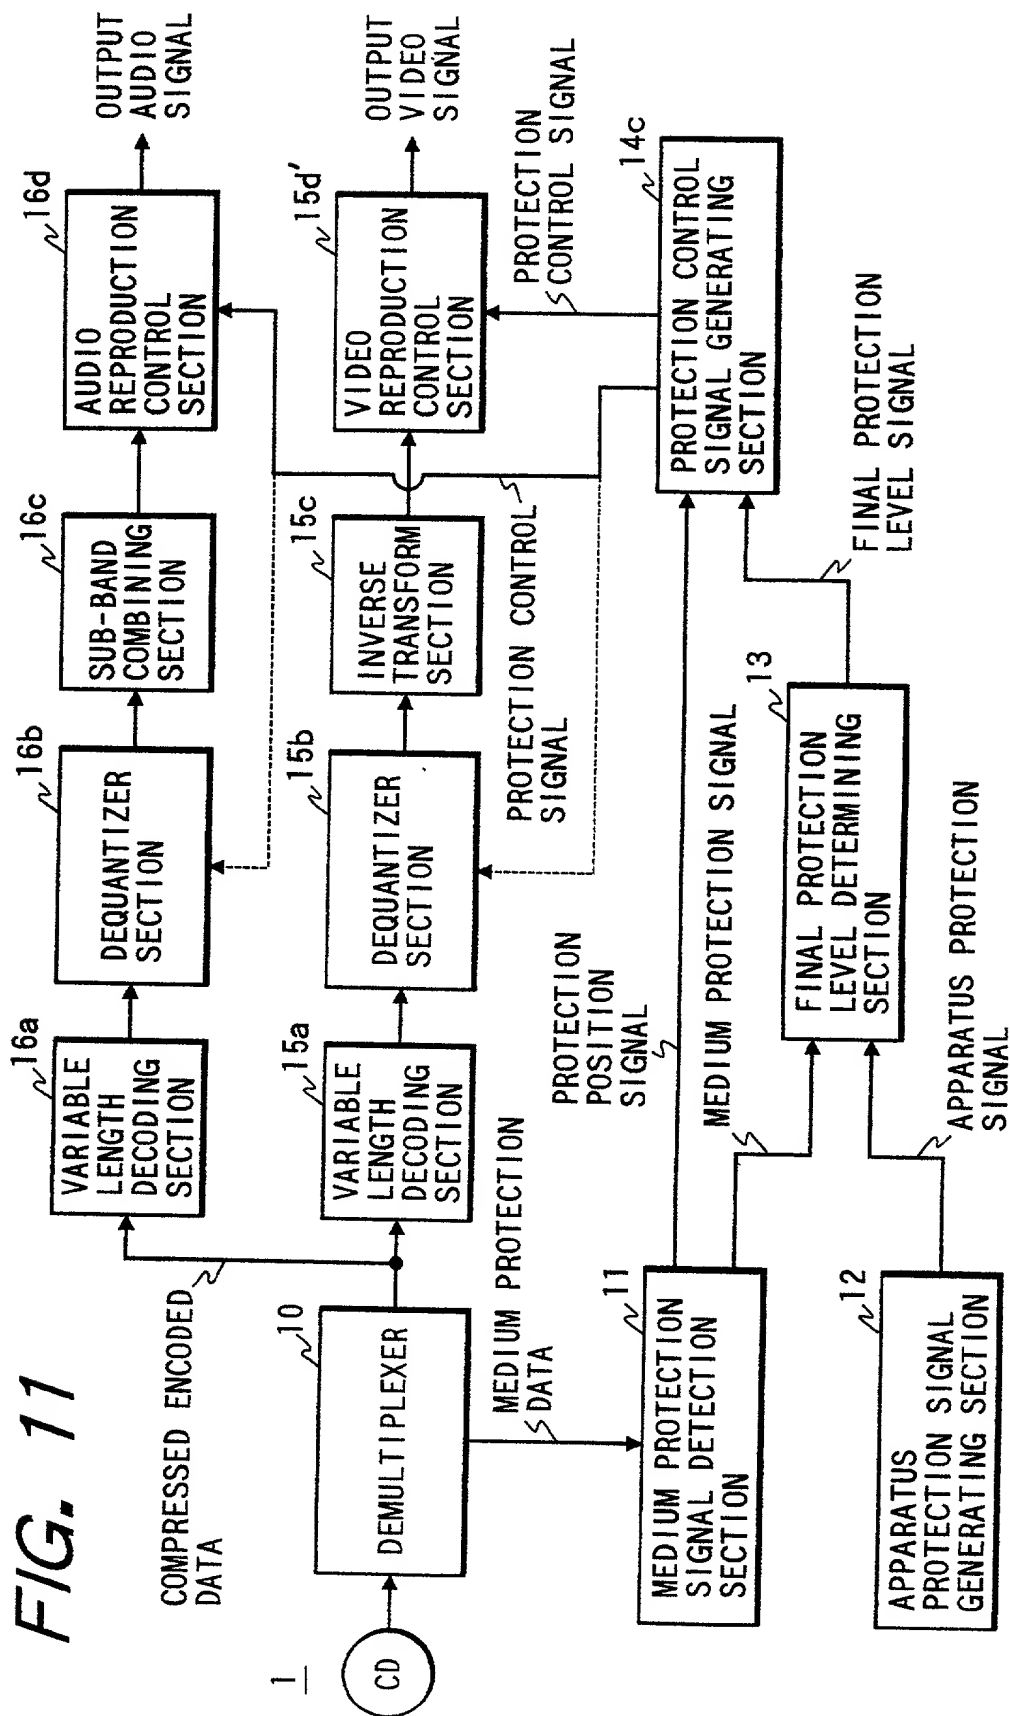 FIG. 11
1
CD
COMPRESSED ENCODED
DATA
10
DEMULTIPLEXER
MEDIUM PROTECTION
DATA
16a
VARIABLE
LENGTH
DECODING
SECTION
16b
DEQUANTIZER
SECTION
16c
SUB-BAND
COMBINING
SECTION
16d
AUDIO
REPRODUCTION
CONTROL
SECTION
OUTPUT
AUDIO
SIGNAL
15a
VARIABLE
LENGTH
DECODING
SECTION
15b
DEQUANTIZER
SECTION
15c
INVERSE
TRANSFORM
SECTION
15d'
VIDEO
REPRODUCTION
CONTROL
SECTION
OUTPUT
VIDEO
SIGNAL
PROTECTION CONTROL
SIGNAL
PROTECTION
CONTROL SIGNAL
PROTECTION
POSITION
SIGNAL
11
MEDIUM PROTECTION
SIGNAL DETECTION
SECTION
MEDIUM PROTECTION SIGNAL
12
APPARATUS
PROTECTION SIGNAL
GENERATING SECTION
APPARATUS PROTECTION
SIGNAL
13
FINAL PROTECTION
LEVEL DETERMINING
SECTION
FINAL PROTECTION
LEVEL SIGNAL
14c
PROTECTION CONTROL
SIGNAL GENERATING
SECTION